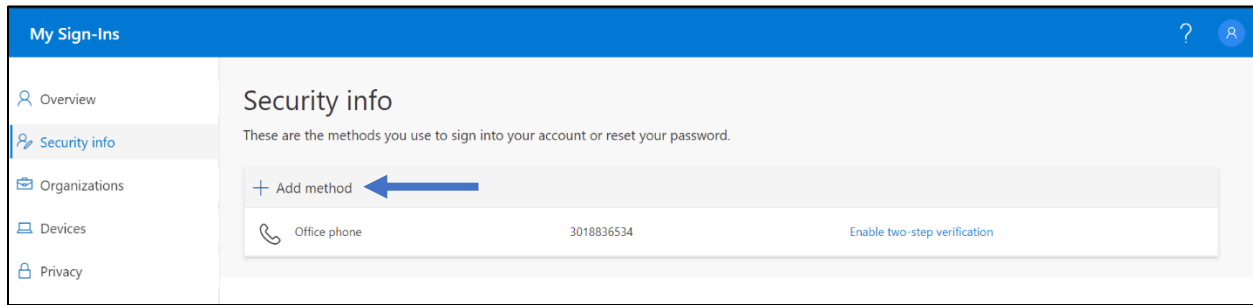 My Sign-Ins
?
Overview
Security info
Organizations
Devices
Privacy
Security info
These are the methods you use to sign into your account or reset your password.
+ Add method
Office phone 3018836534 Enable two-step verification